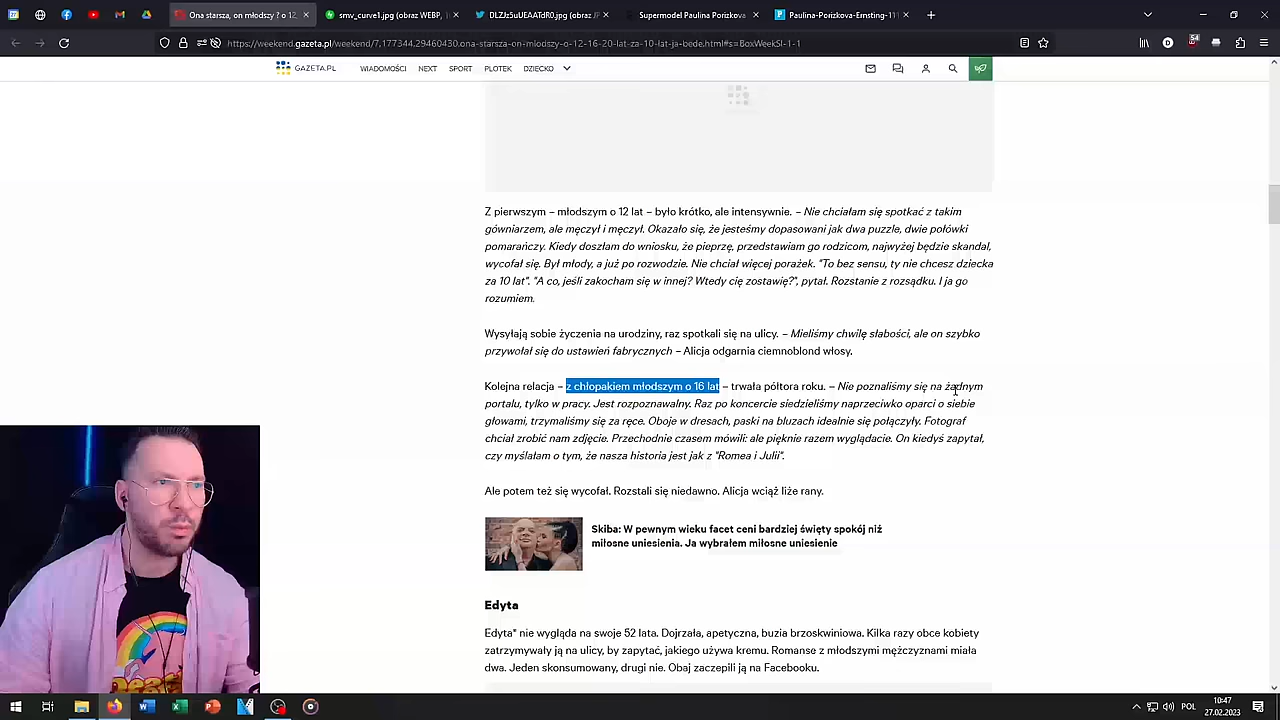 Ona starsza, on młodszy? o 12,
smv_curve1.jpg (obraz WEBP,
DLZJz5uUEAATdR0.jpg (obraz JP
Supermodel Paulina Porizkova
Paulina-Porizkova-Ernsting-11
https://weekend.gazeta.pl/weekend/7,177344,29460430,ona-starsza-on-mlodszy-o-12-16-20-lat-za-10-lat-ja-bede.html#s=BoxWeekSl-1-1
GAZETA.PL WIADOMOŚCI NEXT SPORT PLOTEK DZIECKO
Z pierwszym – młodszym o 12 lat – było krótko, ale intensywnie. – Nie chciałam się spotkać z takim
gówniarzem, ale męczył i męczył. Okazało się, że jesteśmy dopasowani jak dwa puzzle, dwie połówki
pomarańczy. Kiedy doszłam do wniosku, że pieprzę, przedstawiam go rodzicom, najwyżej będzie skandal,
wycofał się. Był młody, a już po rozwodzie. Nie chciał więcej porażek. "To bez sensu, ty nie chcesz dziecka
za 10 lat". "A co, jeśli zakocham się w innej? Wtedy cię zostawię?", pytał. Rozstanie z rozsądku. I ja go
rozumiem.
Wysyłają sobie życzenia na urodziny, raz spotkali się na ulicy. – Mieliśmy chwilę słabości, ale on szybko
przywołał się do ustawień fabrycznych – Alicja odgarnia ciemnoblond włosy.
Kolejna relacja – z chłopakiem młodszym o 16 lat – trwała półtora roku. – Nie poznaliśmy się na żadnym
portalu, tylko w pracy. Jest rozpoznawalny. Raz po koncercie siedzieliśmy naprzeciwko oparci o siebie
głowami, trzymaliśmy się za ręce. Oboje w dresach, paski na bluzach idealnie się połączyły. Fotograf
chciał zrobić nam zdjęcie. Przechodnie czasem mówili: ale pięknie razem wyglądacie. On kiedyś zapytał,
czy myślałam o tym, że nasza historia jest jak z "Romea i Julii".
Ale potem też się wycofał. Rozstali się niedawno. Alicja wciąż liże rany.
Skiba: W pewnym wieku facet ceni bardziej święty spokój niż
miłosne uniesienia. Ja wybrałem miłosne uniesienie
Edyta
Edyta* nie wygląda na swoje 52 lata. Dojrzała, apetyczna, buzia brzoskwiniowa. Kilka razy obce kobiety
zatrzymywały ją na ulicy, by zapytać, jakiego używa kremu. Romanse z młodszymi mężczyznami miała
dwa. Jeden skonsumowany, drugi nie. Obaj zaczepili ją na Facebooku.
POL
10:47
27.02.2023